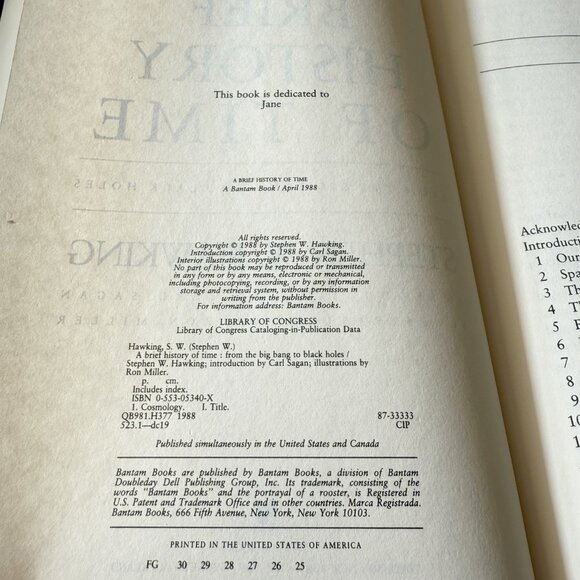 This book is dedicated to
Jane
A BRIEF HISTORY OF TIME
A Bantam Book / April 1988
All rights reserved.
Copyright © 1988 by Stephen W. Hawking.
Introduction copyright © 1988 by Carl Sagan.
Interior illustrations copyright © 1988 by Ron Miller.
No part of this book may be reproduced or transmitted
in any form or by any means, electronic or mechanical,
including photocopying, recording, or by any information
storage and retrieval system, without permission in
writing from the publisher.
For information address: Bantam Books.
LIBRARY OF CONGRESS
Library of Congress Cataloging-in-Publication Data
Hawking, S. W. (Stephen W.)
A brief history of time : from the big bang to black holes /
Stephen W. Hawking; introduction by Carl Sagan; illustrations by
Ron Miller.
p. cm.
Includes index.
ISBN 0-553-05340-X
1. Cosmology. I. Title.
QB981.H377 1988
523.1—dc19
87-33333
CIP
Published simultaneously in the United States and Canada
Bantam Books are published by Bantam Books, a division of Bantam
Doubleday Dell Publishing Group, Inc. Its trademark, consisting of the
words "Bantam Books" and the portrayal of a rooster, is Registered in
U.S. Patent and Trademark Office and in other countries. Marca Registrada.
Bantam Books, 666 Fifth Avenue, New York, New York 10103.
PRINTED IN THE UNITED STATES OF AMERICA
FG 30 29 28 27 26 25
Acknowled
Introductio
1 Our
2 Spa
3 Th
4 T
5
6
7
8
9
10
1